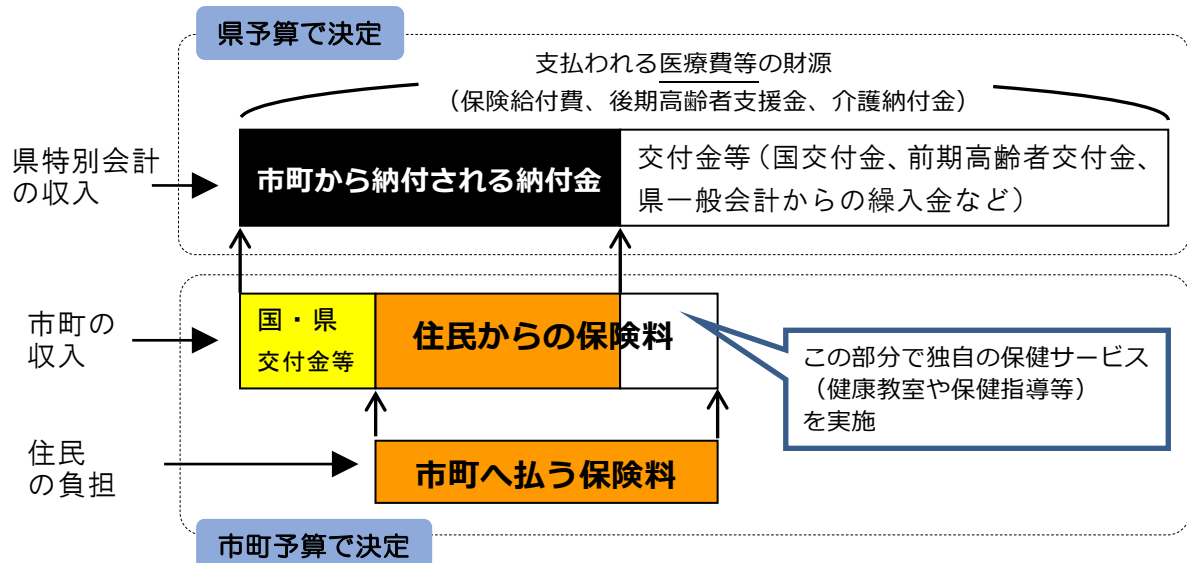 県予算で決定
支払われる医療費等の財源
（保険給付費、後期高齢者支援金、介護納付金）
県特別会計
の収入
市町から納付される納付金
交付金等（国交付金、前期高齢者交付金、
県一般会計からの繰入金など）
市町の
収入
国・県
交付金等
住民からの保険料
この部分で独自の保健サービス
（健康教室や保健指導等）
を実施
住民
の負担
市町へ払う保険料
市町予算で決定